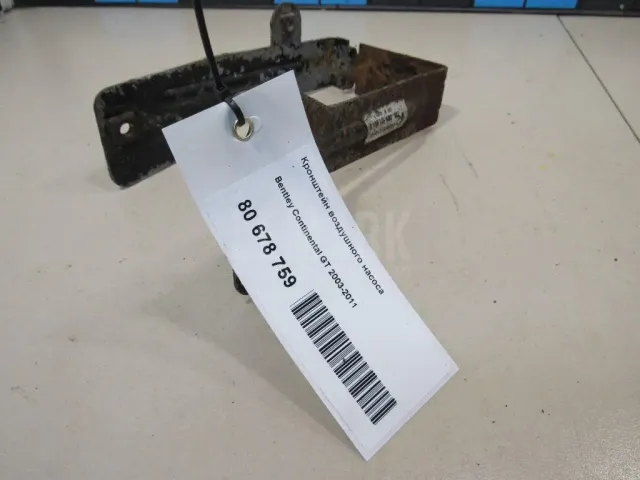 Кронштейн воздушного насоса
Bentley Continental GT 2003-2011
80 678 759